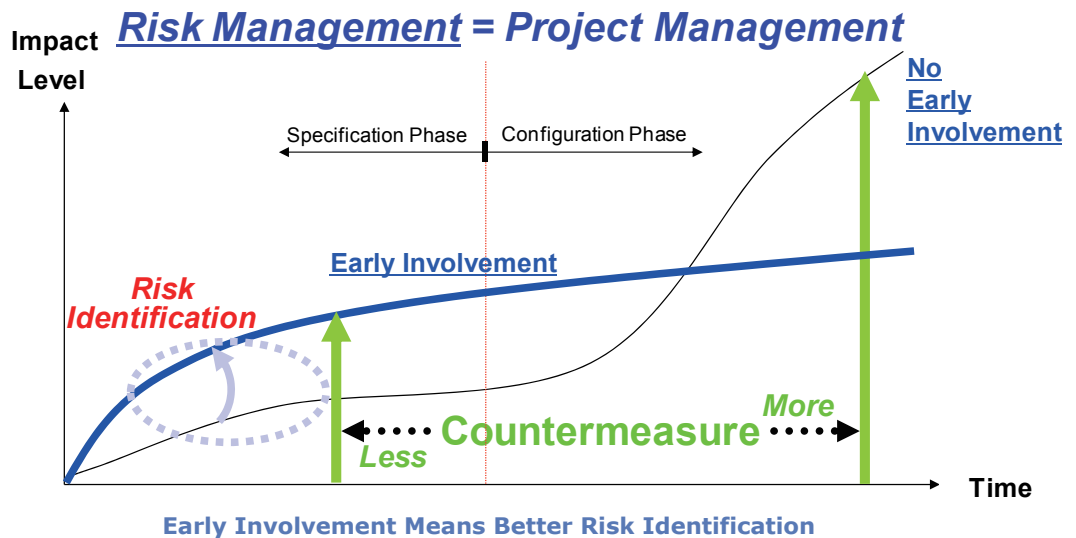 Risk Management = Project Management
Impact
Level
No
Early
Involvement
Specification Phase
Configuration Phase
Early Involvement
Risk
Identification
More
Countermeasure
Less
Time
Early Involvement Means Better Risk Identification